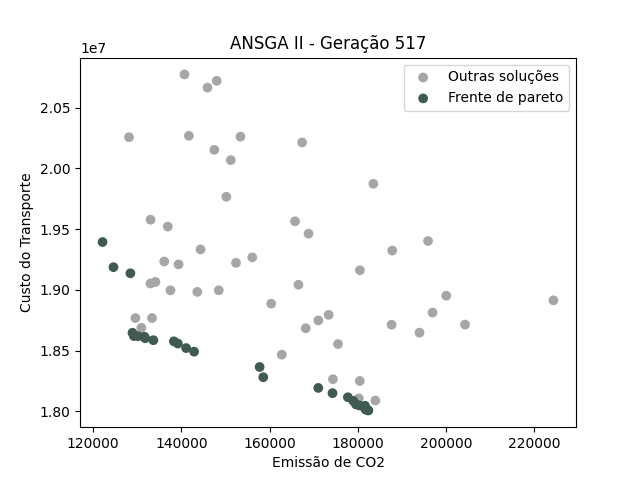 ANSGA II - Geração 517
1e7
Outras soluções
Frente de pareto
2.05
2.00
1.95
1.90
1.85
1.80
Custo do Transporte
120000 140000 160000 180000 200000 220000
Emissão de CO2